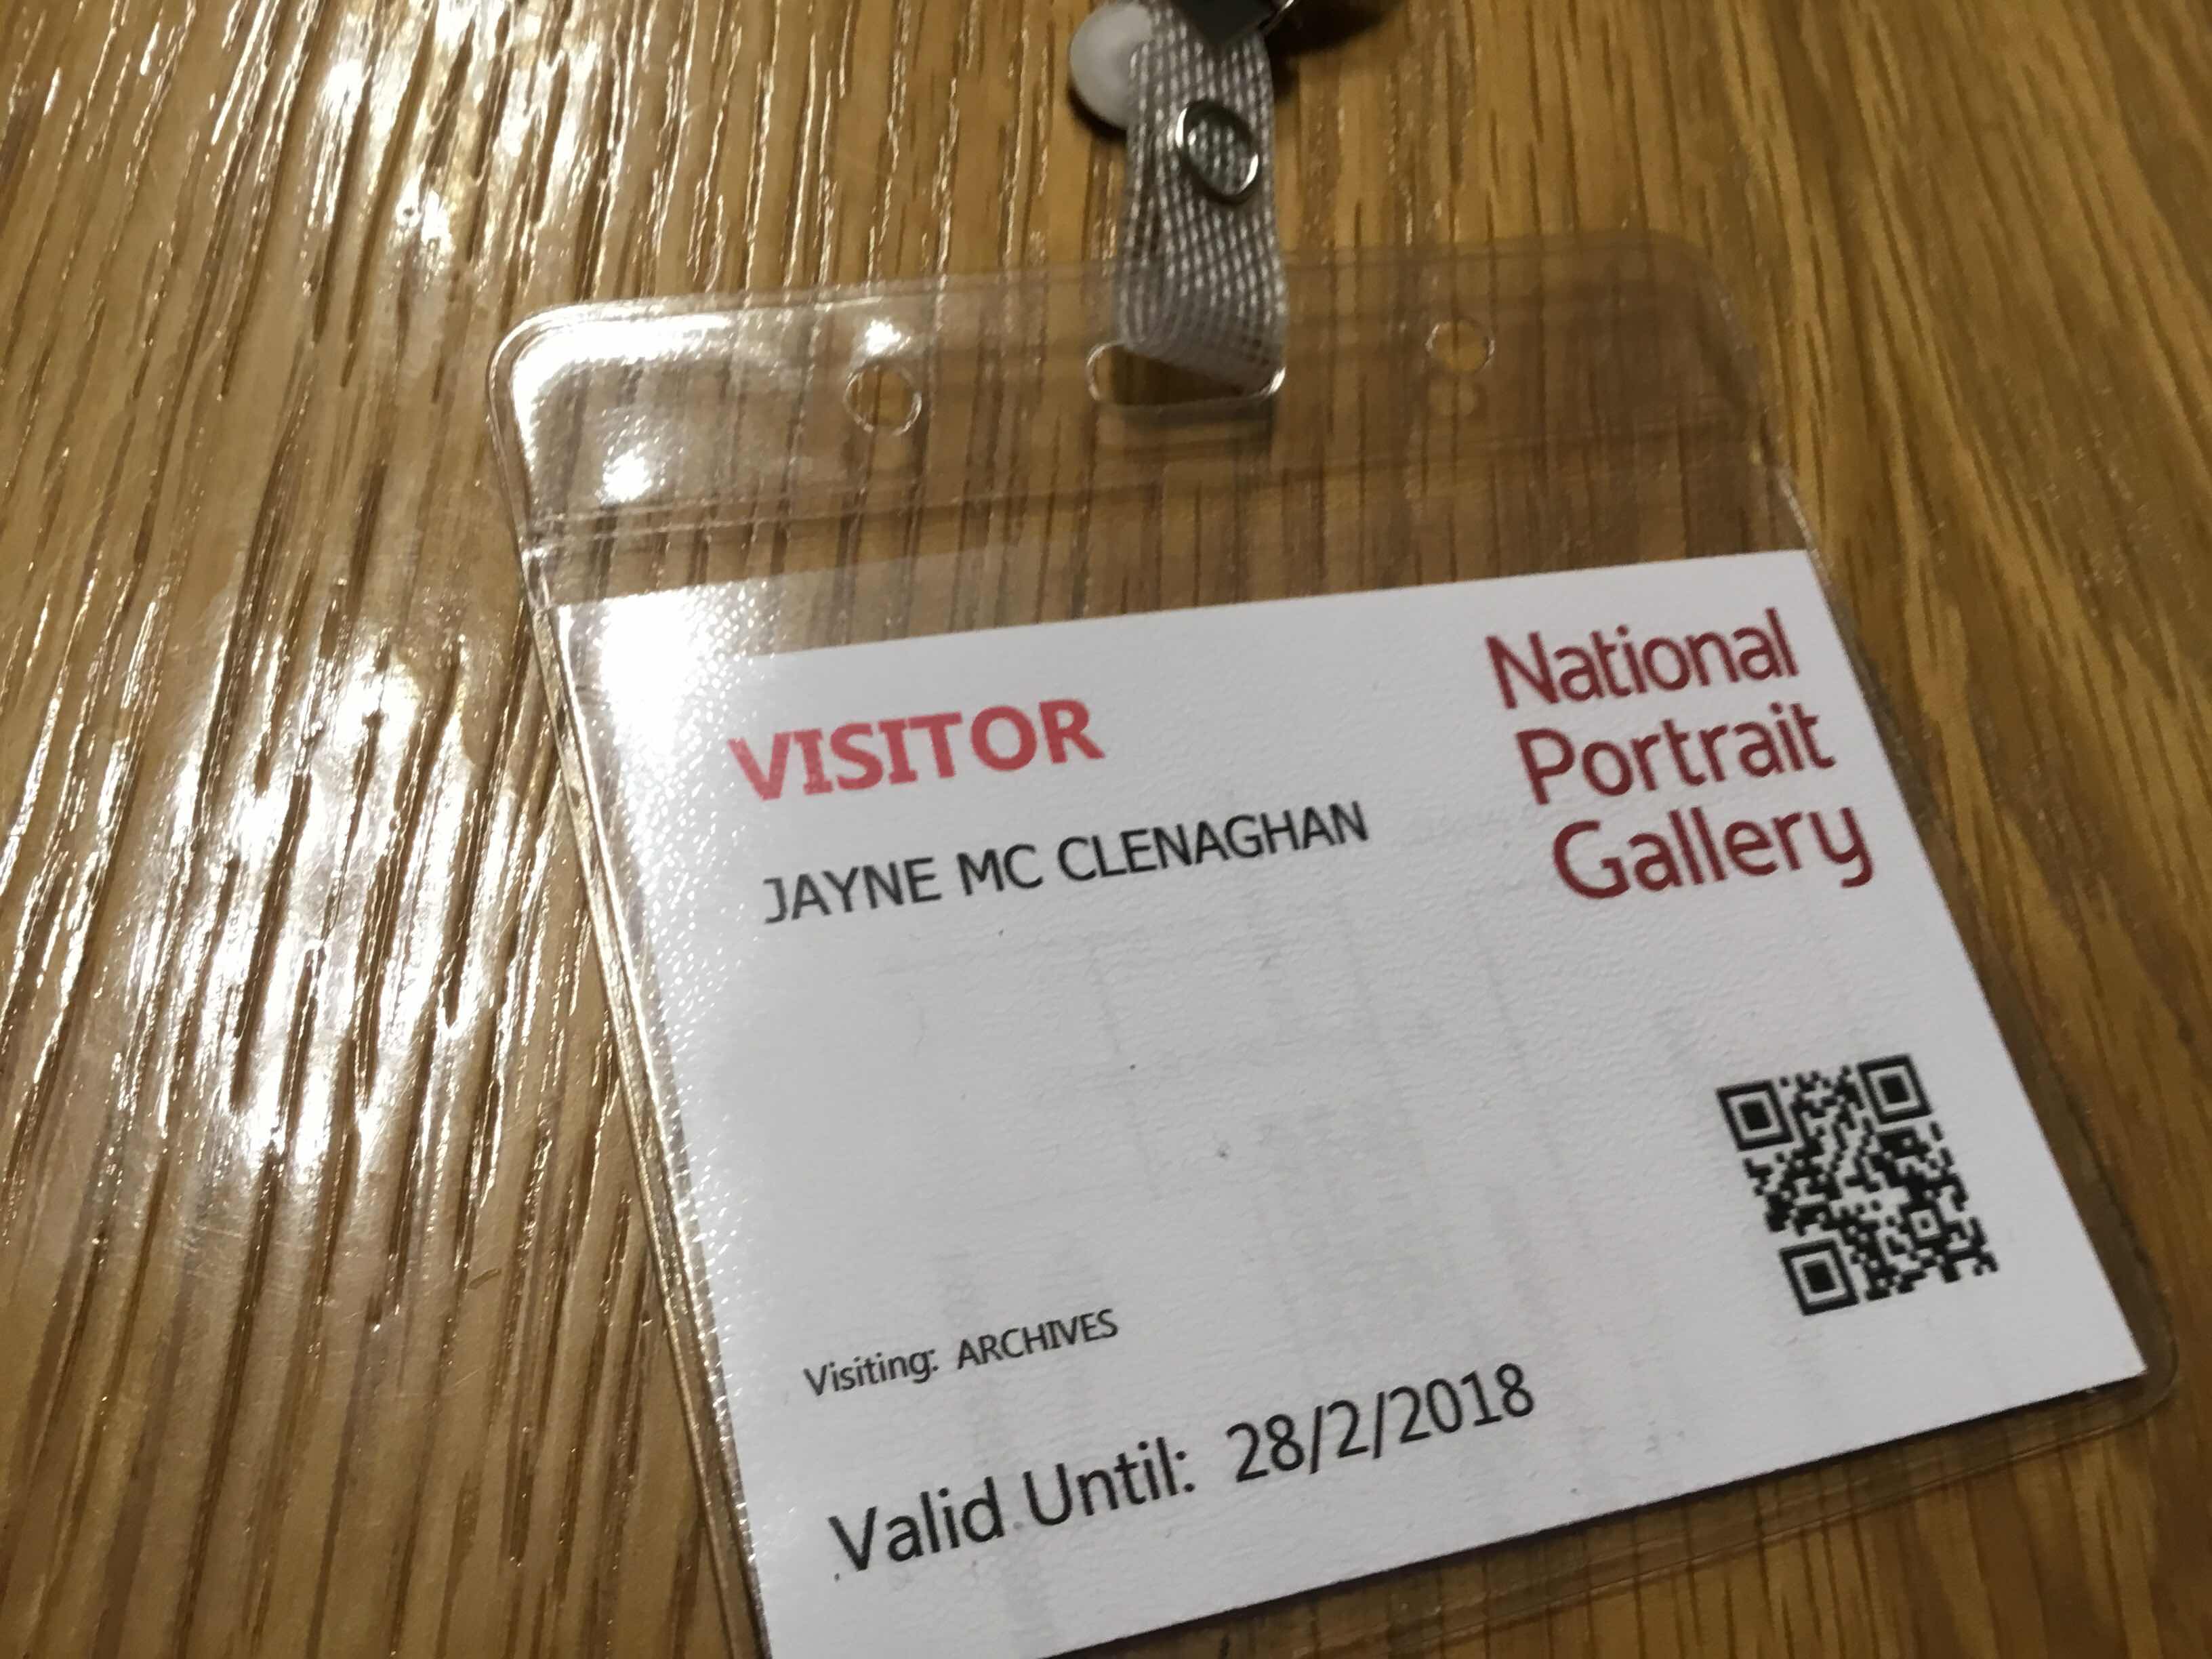 VISITOR
JAYNE MC CLENAGHAN
National
Portrait
Gallery
Visiting: ARCHIVES
Valid Until: 28/2/2018